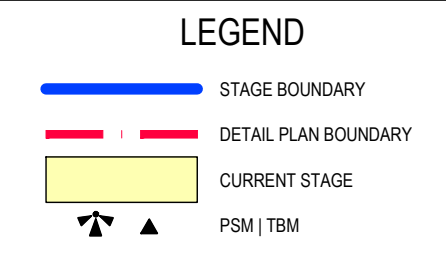 LEGEND
STAGE BOUNDARY
DETAIL PLAN BOUNDARY
CURRENT STAGE
PSM | TBM